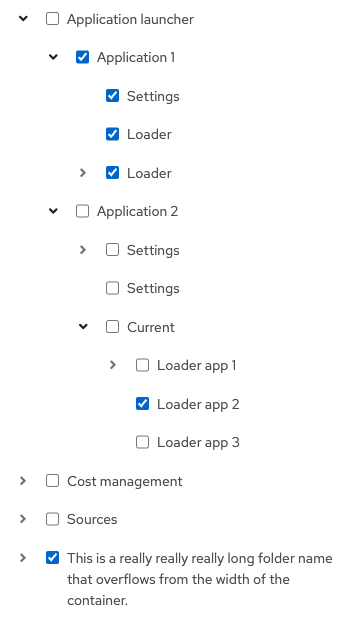 Application launcher
Application 1
Settings
Loader
Loader
Application 2
Settings
Settings
Current
Loader app 1
Loader app 2
Loader app 3
Cost management
Sources
This is a really really really long folder name
that overflows from the width of the
container.